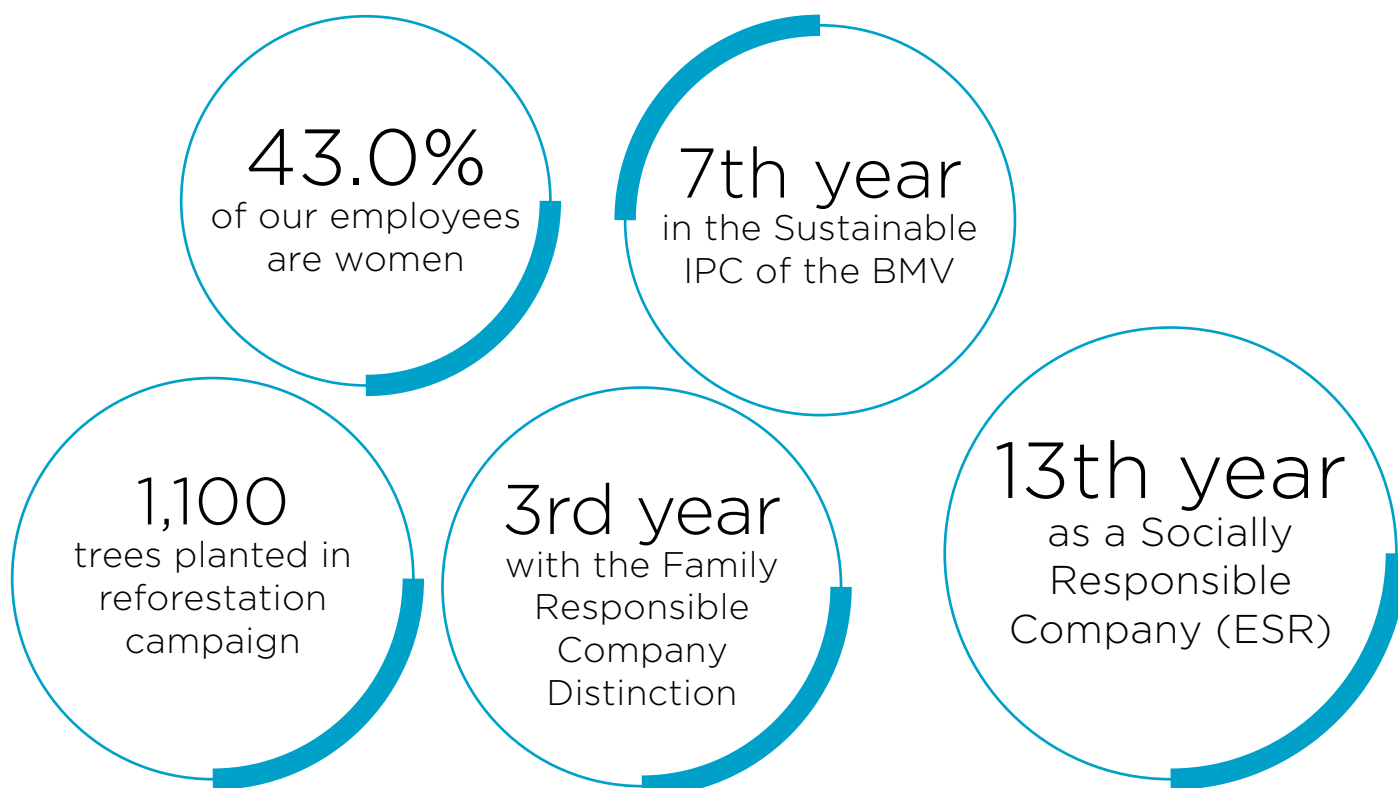 43.0%
of our employees
are women
7th year
in the Sustainable
IPC of the BMV
1,100
trees planted in
reforestation
campaign
3rd year
with the Family
Responsible
Company
Distinction
13th year
as a Socially
Responsible
Company (ESR)